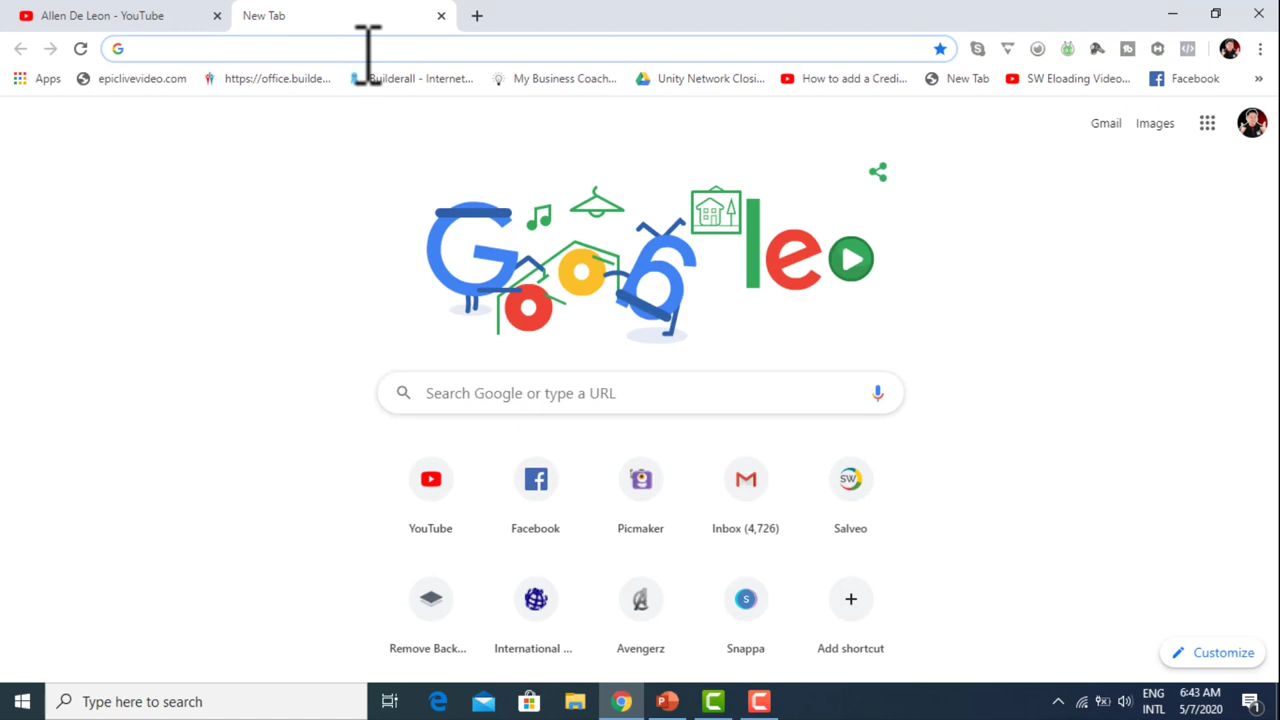 Allen De Leon - YouTube
New Tab
Apps
epiclivevideo.com
https://office.builde...
Builderall - Internet...
My Business Coach...
Unity Network Closi...
How to add a Credi...
New Tab
SW Eloading Video...
Facebook
»
Gmail
Images
Google
Search Google or type a URL
YouTube
Facebook
Picmaker
Inbox (4,726)
SW
Salveo
Remove Back...
International ...
Avengerz
S
Snappa
Add shortcut
Customize
Type here to search
ENG
INTL
6:43 AM
5/7/2020
1